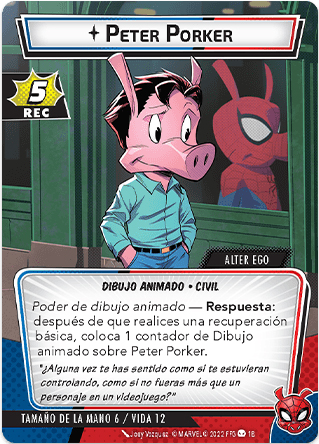 PETER PORKER
5
REC
ALTER EGO
DIBUJO ANIMADO • CIVIL
Poder de dibujo animado — Respuesta:
después de que realices una recuperación
básica, coloca 1 contador de Dibujo
animado sobre Peter Porker.
"¿Alguna vez te has sentido como si te estuvieran
controlando, como si no fueras más que un
personaje en un videojuego?"
TAMAÑO DE LA MANO 6 / VIDA 12
Joey Vazquez © MARVEL © 2022 FFG 18